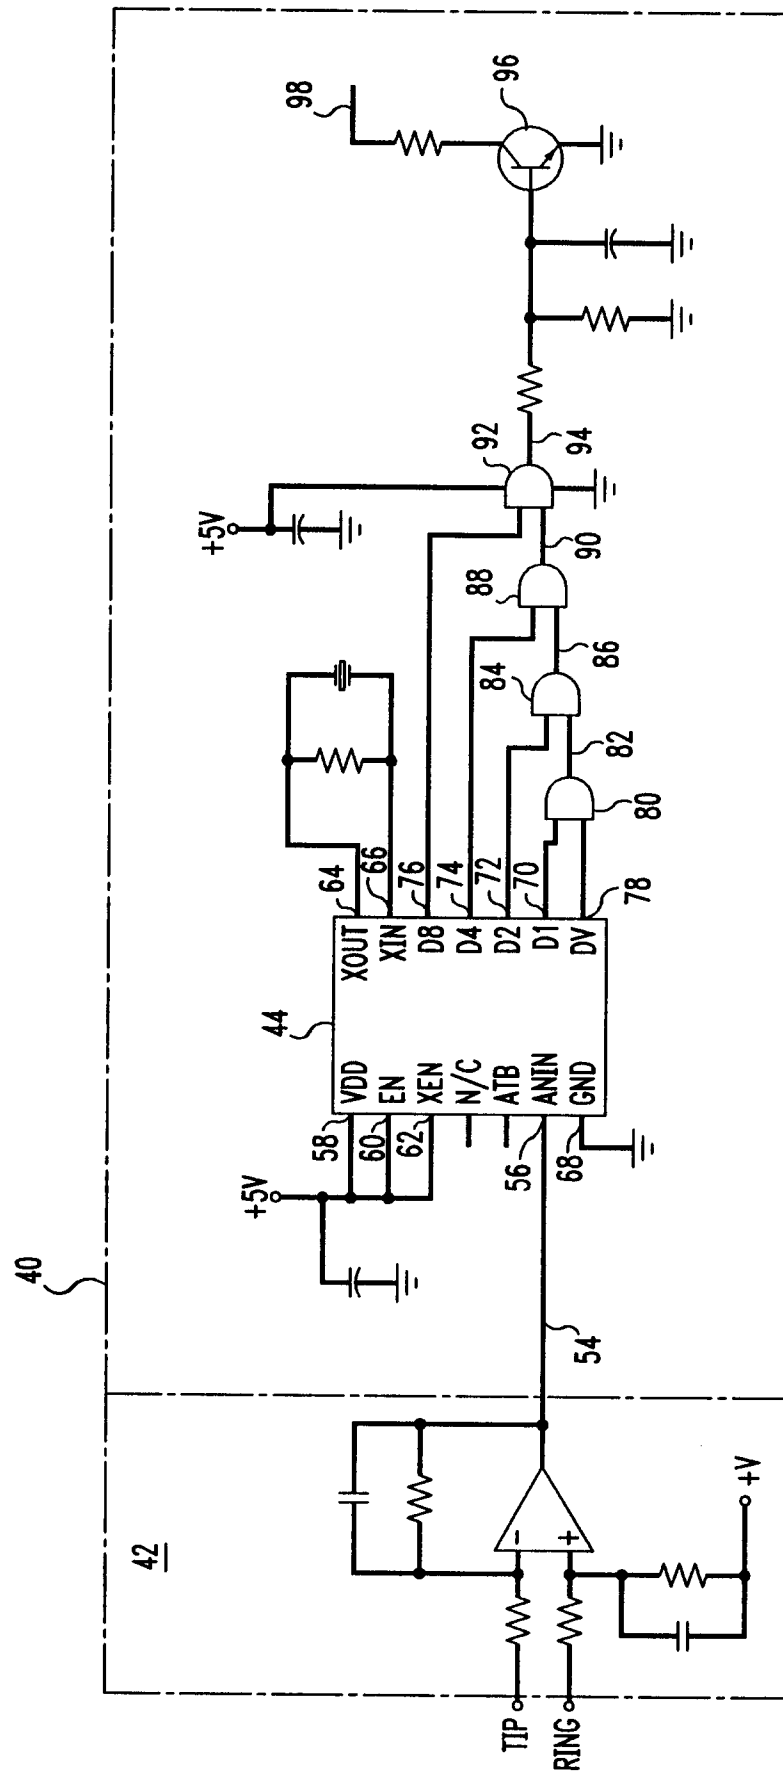 40
42
TIP
RING
-
+
+V
54
+5V
58
60
62
56
68
44
VDD
EN
XEN
N/C
ATB
ANIN
GND
XOUT
XIN
D8
D4
D2
D1
DV
64
66
76
74
72
70
78
80
82
84
86
88
90
+5V
92
94
98
96